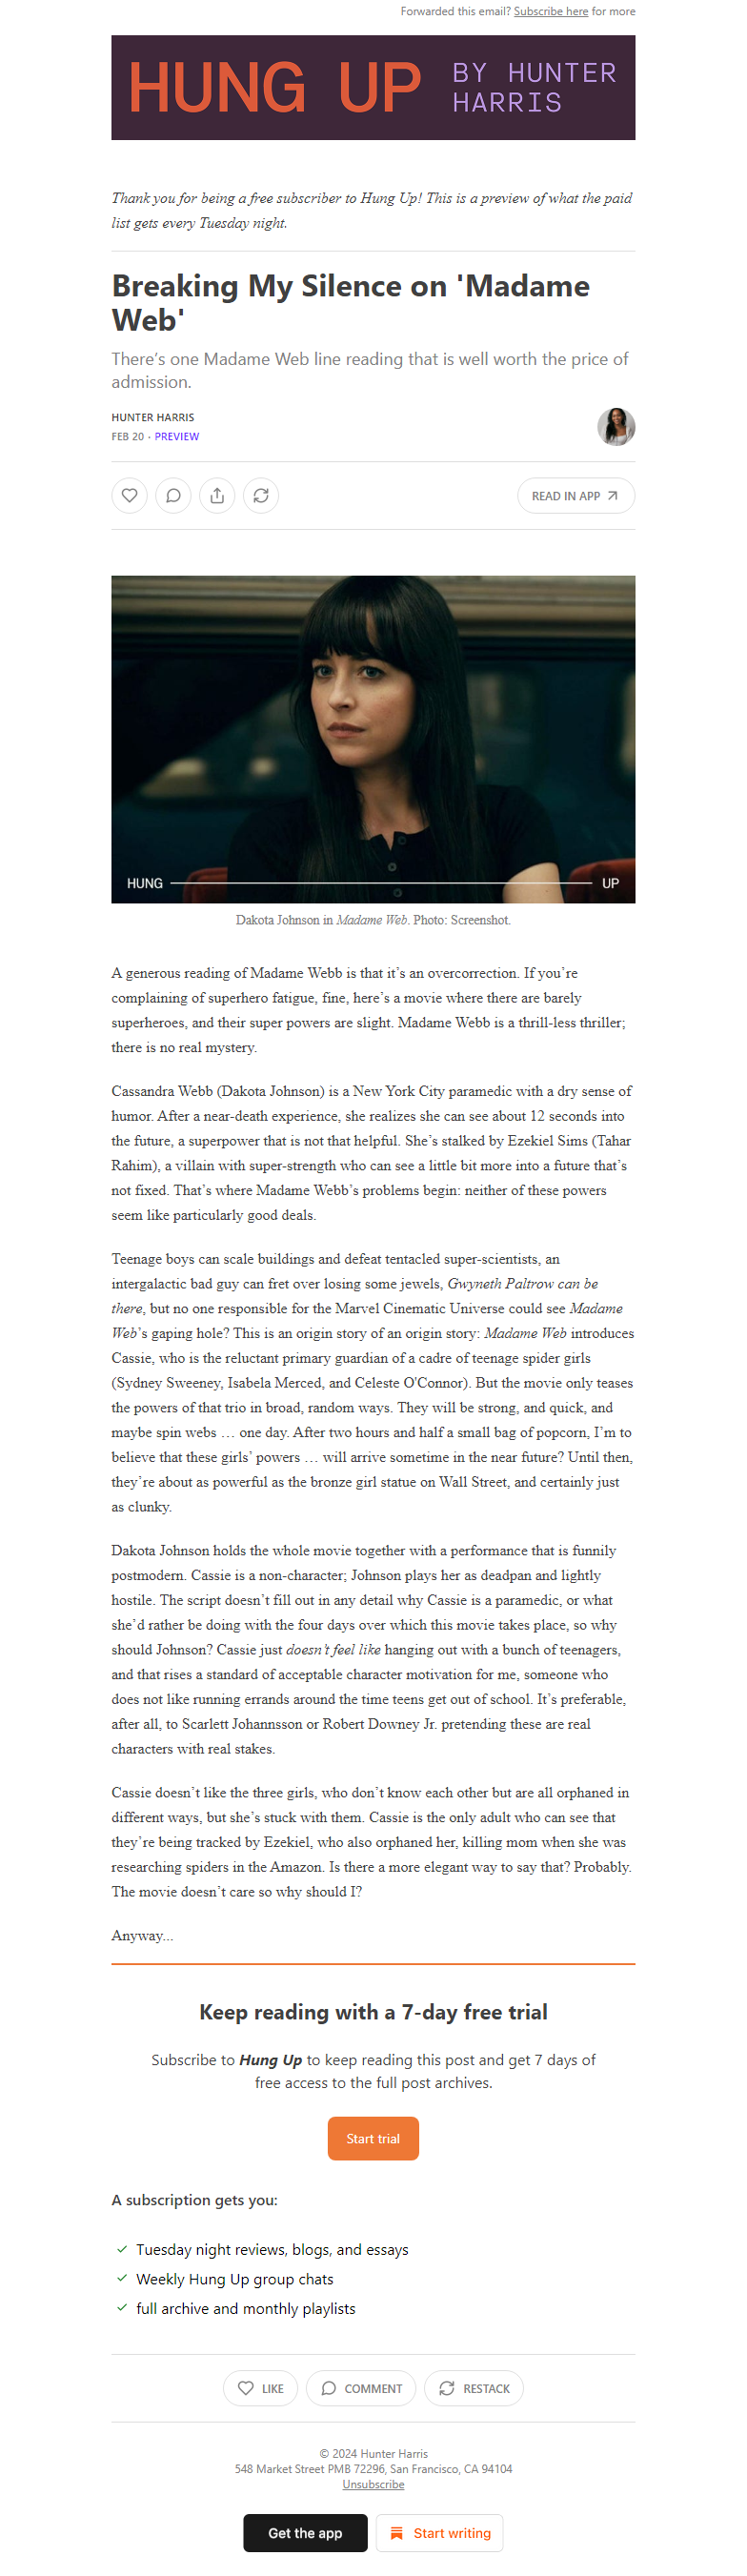 Forwarded this email? Subscribe here for more
HUNG UP BY HUNTER
HARRIS
Thank you for being a free subscriber to Hung Up! This is a preview of what the paid
list gets every Tuesday night.
Breaking My Silence on 'Madame
Web'
There's one Madame Web line reading that is well worth the price of
admission.
HUNTER HARRIS
FEB 20 · PREVIEW
READ IN APP
HUNG UP
Dakota Johnson in Madame Web. Photo: Screenshot.
A generous reading of Madame Webb is that it's an overcorrection. If you're
complaining of superhero fatigue, fine, here's a movie where there are barely
superheroes, and their super powers are slight. Madame Webb is a thrill-less thriller;
there is no real mystery.
Cassandra Webb (Dakota Johnson) is a New York City paramedic with a dry sense of
humor. After a near-death experience, she realizes she can see about 12 seconds into
the future, a superpower that is not that helpful. She's stalked by Ezekiel Sims (Tahar
Rahim), a villain with super-strength who can see a little bit more into a future that's
not fixed. That's where Madame Webb's problems begin: neither of these powers
seem like particularly good deals.
Teenage boys can scale buildings and defeat tentacled super-scientists, an
intergalactic bad guy can fret over losing some jewels, Gwyneth Paltrow can be
there, but no one responsible for the Marvel Cinematic Universe could see Madame
Web's gaping hole? This is an origin story of an origin story: Madame Web introduces
Cassie, who is the reluctant primary guardian of a cadre of teenage spider girls
(Sydney Sweeney, Isabela Merced, and Celeste O'Connor). But the movie only teases
the powers of that trio in broad, random ways. They will be strong, and quick, and
maybe spin webs … one day. After two hours and half a small bag of popcorn, I'm to
believe that these girls' powers … will arrive sometime in the near future? Until then,
they're about as powerful as the bronze girl statue on Wall Street, and certainly just
as clunky.
Dakota Johnson holds the whole movie together with a performance that is funnily
postmodern. Cassie is a non-character; Johnson plays her as deadpan and lightly
hostile. The script doesn't fill out in any detail why Cassie is a paramedic, or what
she'd rather be doing with the four days over which this movie takes place, so why
should Johnson? Cassie just doesn't feel like hanging out with a bunch of teenagers,
and that rises a standard of acceptable character motivation for me, someone who
does not like running errands around the time teens get out of school. It's preferable,
after all, to Scarlett Johannsson or Robert Downey Jr. pretending these are real
characters with real stakes.
Cassie doesn't like the three girls, who don't know each other but are all orphaned in
different ways, but she's stuck with them. Cassie is the only adult who can see that
they're being tracked by Ezekiel, who also orphaned her, killing mom when she was
researching spiders in the Amazon. Is there a more elegant way to say that? Probably.
The movie doesn't care so why should I?
Anyway...
Keep reading with a 7-day free trial
Subscribe to Hung Up to keep reading this post and get 7 days of
free access to the full post archives.
Start trial
A subscription gets you:
Tuesday night reviews, blogs, and essays
Weekly Hung Up group chats
full archive and monthly playlists
LIKE COMMENT RESTACK
© 2024 Hunter Harris
548 Market Street PMB 72296, San Francisco, CA 94104
Unsubscribe
Get the app Start writing